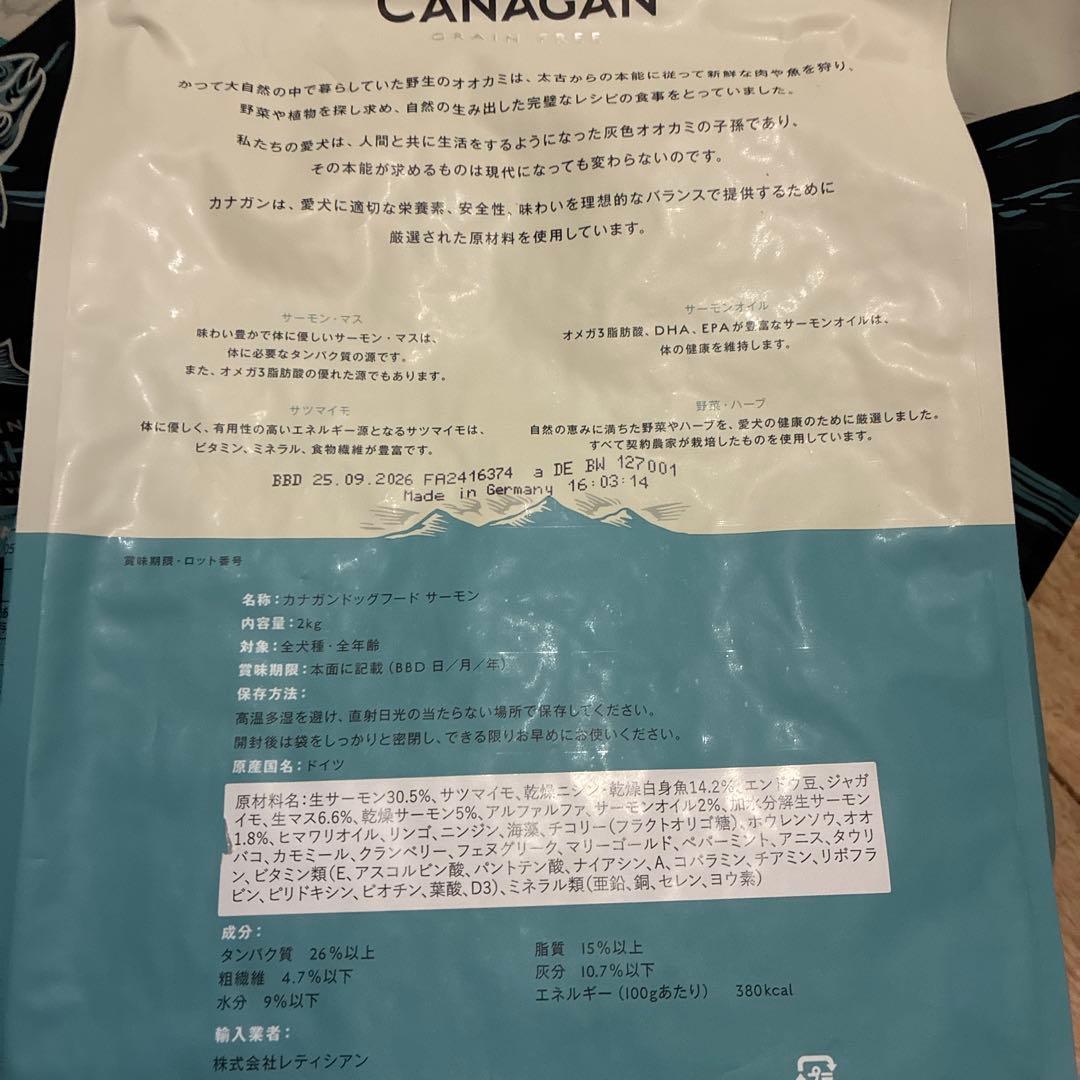 CANAGAN
GRAIN FREE
かつて大自然の中で暮らしていた野生のオオカミは、太古からの本能に従って新鮮な肉や魚を狩り、
野菜や植物を探し求め、自然の生み出した完璧なレシピの食事をとっていました。
私たちの愛犬は、人間と共に生活をするようになった灰色オオカミの子孫であり、
その本能が求めるものは現代になっても変わらないのです。
カナガンは、愛犬に適切な栄養素、安全性、味わいを理想的なバランスで提供するために
厳選された原材料を使用しています。
サーモン・マス
味わい豊かで体に優しいサーモン・マスは、
体に必要なタンパク質の源です。
また、オメガ3脂肪酸の優れた源でもあります。
サーモンオイル
オメガ3脂肪酸、DHA、EPAが豊富なサーモンオイルは、
体の健康を維持します。
サツマイモ
体に優しく、有用性の高いエネルギー源となるサツマイモは、
ビタミン、ミネラル、食物繊維が豊富です。
野菜・ハーブ
自然の恵みに満ちた野菜やハーブを、愛犬の健康のために厳選しました。
すべて契約農家が栽培したものを使用しています。
BBD 25.09.2026 FA2416374 a DE BW 127001
Made in Germany 16:03:14
賞味期限・ロット番号
名称：カナガンドッグフード サーモン
内容量：2kg
対象：全犬種・全年齢
賞味期限：本面に記載（BBD 日／月／年）
保存方法：
高温多湿を避け、直射日光の当たらない場所で保存してください。
開封後は袋をしっかりと密閉し、できる限りお早めにお使いください。
原産国名：ドイツ
原材料名：生サーモン30.5%、サツマイモ、乾燥ニシン・乾燥白身魚14.2%、エンドウ豆、ジャガ
イモ、生マス6.6%、乾燥サーモン5%、アルファルファ、サーモンオイル2%、加水分解生サーモン
1.8%、ヒマワリオイル、リンゴ、ニンジン、海藻、チコリー（フラクトオリゴ糖）、ホウレンソウ、オオ
バコ、カモミール、クランベリー、フェヌグリーク、マリーゴールド、ペパーミント、アニス、タウリ
ン、ビタミン類（E、アスコルビン酸、パントテン酸、ナイアシン、A、コバラミン、チアミン、リボフラ
ビン、ピリドキシン、ビオチン、葉酸、D3）、ミネラル類（亜鉛、銅、セレン、ヨウ素）
成分：
タンパク質 26％以上
脂質 15％以上
粗繊維 4.7％以下
灰分 10.7％以下
水分 9％以下
エネルギー（100gあたり） 380kcal
輸入業者：
株式会社レティシアン
プラ